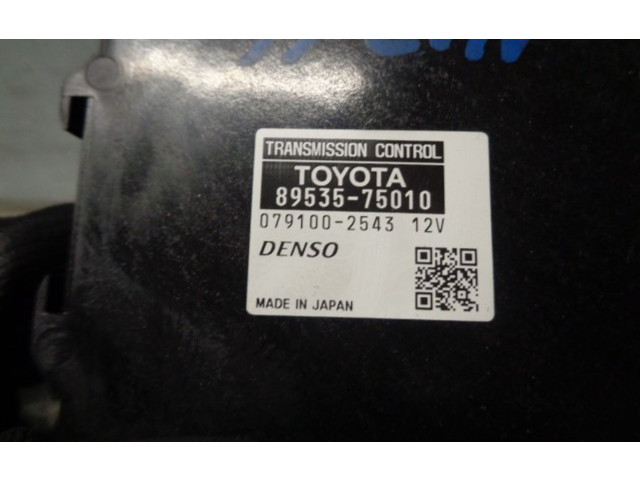 TRANSMISSION CONTROL
TOYOTA
89535-75010
079100-2543 12V
DENSO
MADE IN JAPAN